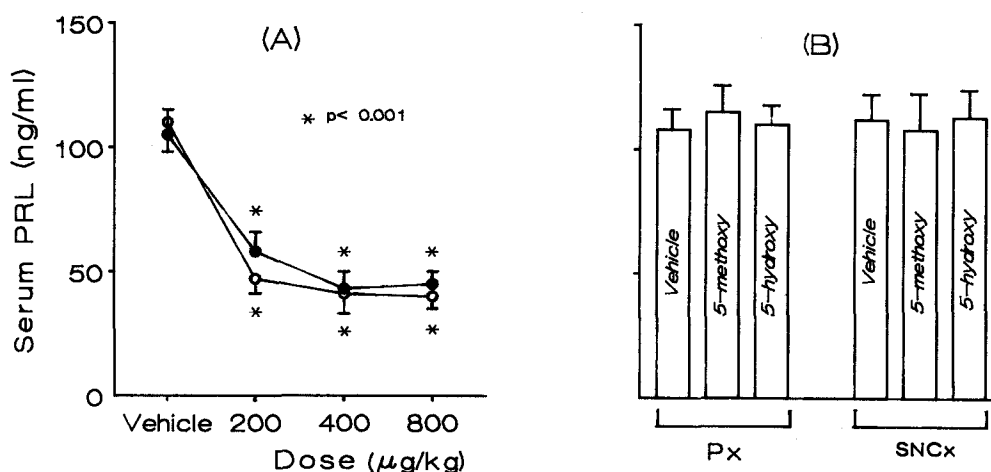 (A)
Serum PRL (ng/ml)
150
100
50
0
* p< 0.001
*
*
*
*
*
*
Vehicle 200 400 800
Dose (μg/kg)
(B)
Vehicle
5-methoxy
5-hydroxy
Vehicle
5-methoxy
5-hydroxy
Px
SNCx